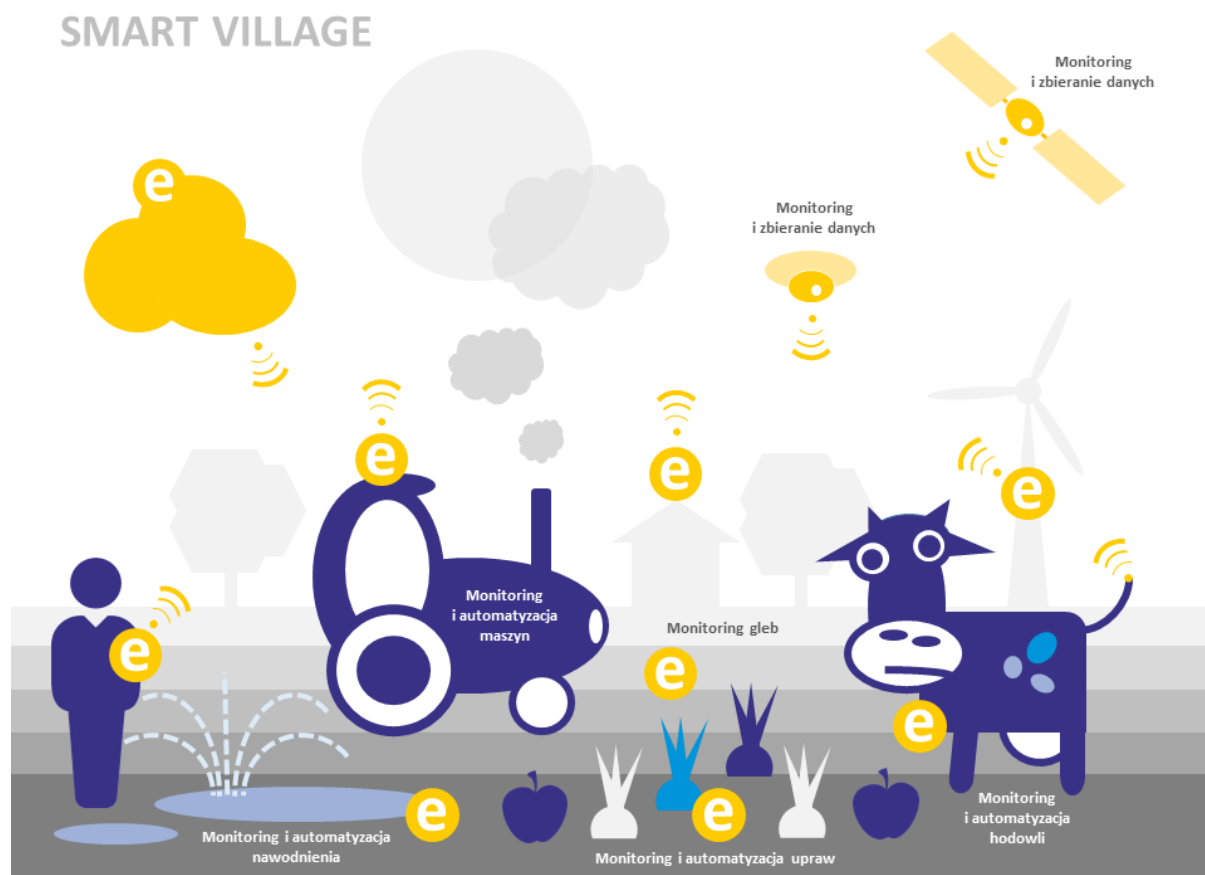 SMART VILLAGE
Monitoring
i zbieranie danych
Monitoring
i zbieranie danych
e
e
e
e
e
Monitoring
i automatyzacja
maszyn
Monitoring gleb
e
e
e
e
Monitoring i automatyzacja
nawodnienia
Monitoring i automatyzacja upraw
Monitoring
i automatyzacja
hodowli